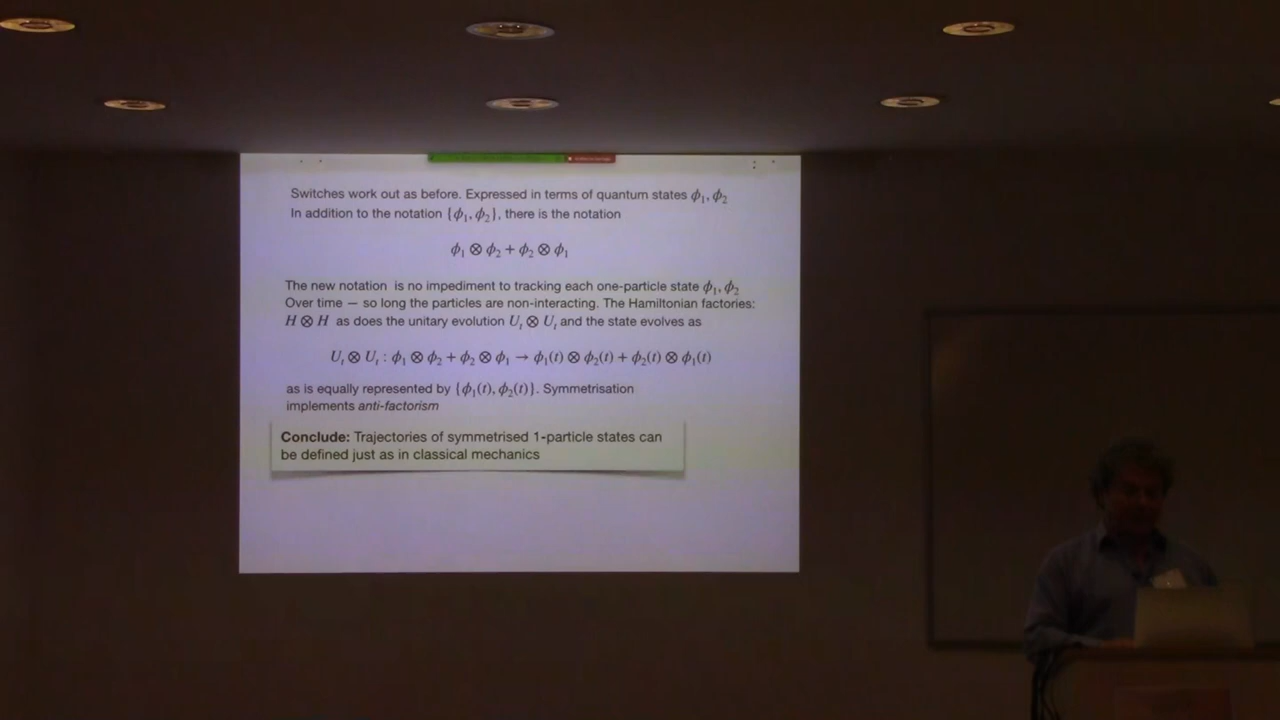 Switches work out as before. Expressed in terms of quantum states ϕ₁, ϕ₂
In addition to the notation {ϕ₁, ϕ₂}, there is the notation
ϕ₁ ⊗ ϕ₂ + ϕ₂ ⊗ ϕ₁
The new notation is no impediment to tracking each one-particle state ϕ₁, ϕ₂
Over time — so long the particles are non-interacting. The Hamiltonian factories:
H ⊗ H as does the unitary evolution Uₜ ⊗ Uₜ and the state evolves as
Uₜ ⊗ Uₜ : ϕ₁ ⊗ ϕ₂ + ϕ₂ ⊗ ϕ₁ → ϕ₁(t) ⊗ ϕ₂(t) + ϕ₂(t) ⊗ ϕ₁(t)
as is equally represented by {ϕ₁(t), ϕ₂(t)}. Symmetrisation
implements anti-factorism
Conclude: Trajectories of symmetrised 1-particle states can
be defined just as in classical mechanics